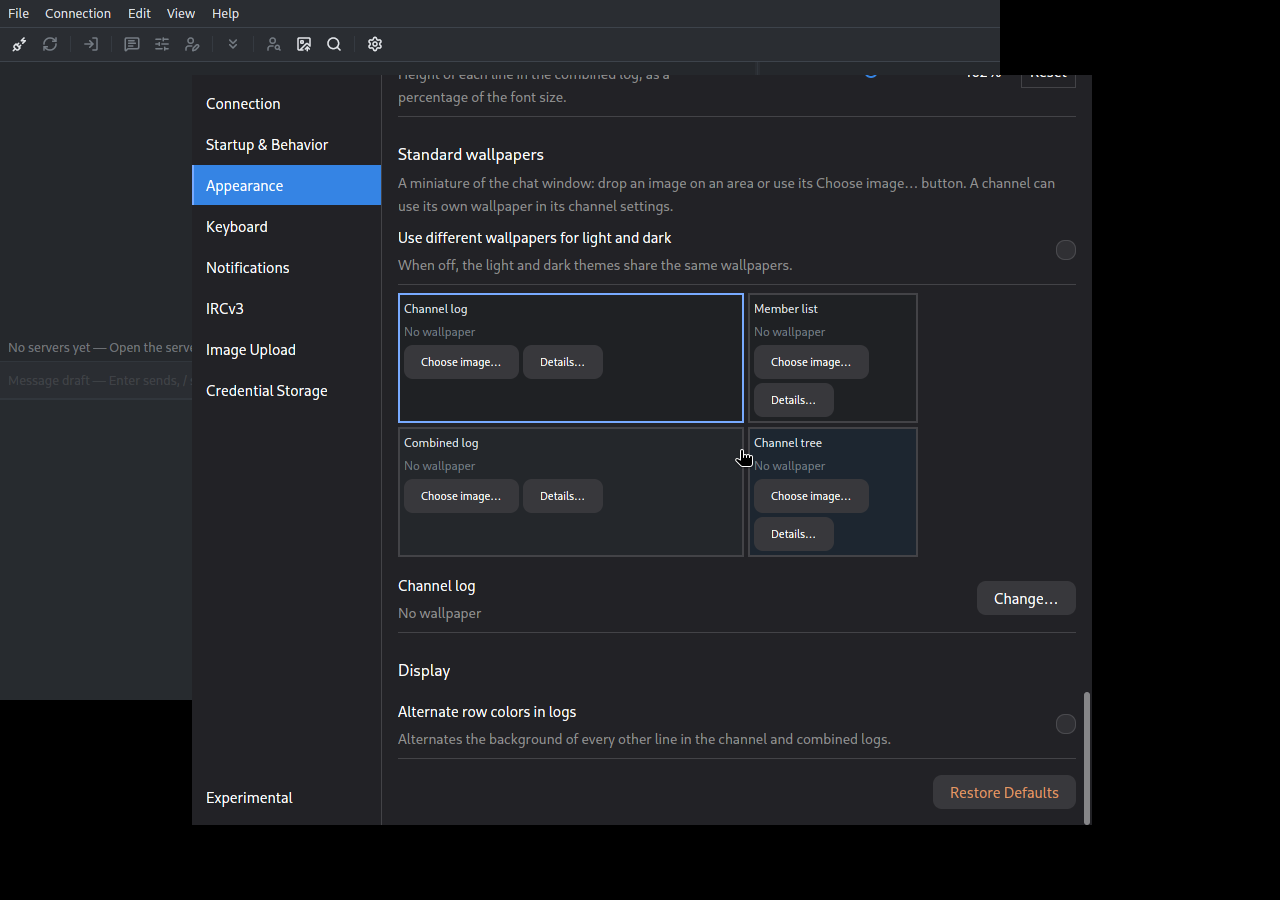 File Connection Edit View Help
Height of each line in the combined log, as a
percentage of the font size.
Reset
Connection
Startup & Behavior
Appearance
Keyboard
Notifications
IRCv3
Image Upload
Credential Storage
Experimental
No servers yet — Open the serve
Message draft — Enter sends, /
Standard wallpapers
A miniature of the chat window: drop an image on an area or use its Choose image… button. A channel can
use its own wallpaper in its channel settings.
Use different wallpapers for light and dark
When off, the light and dark themes share the same wallpapers.
Channel log
No wallpaper
Choose image… Details…
Member list
No wallpaper
Choose image…
Details…
Combined log
No wallpaper
Choose image… Details…
Channel tree
No wallpaper
Choose image…
Details…
Channel log
No wallpaper
Change…
Display
Alternate row colors in logs
Alternates the background of every other line in the channel and combined logs.
Restore Defaults